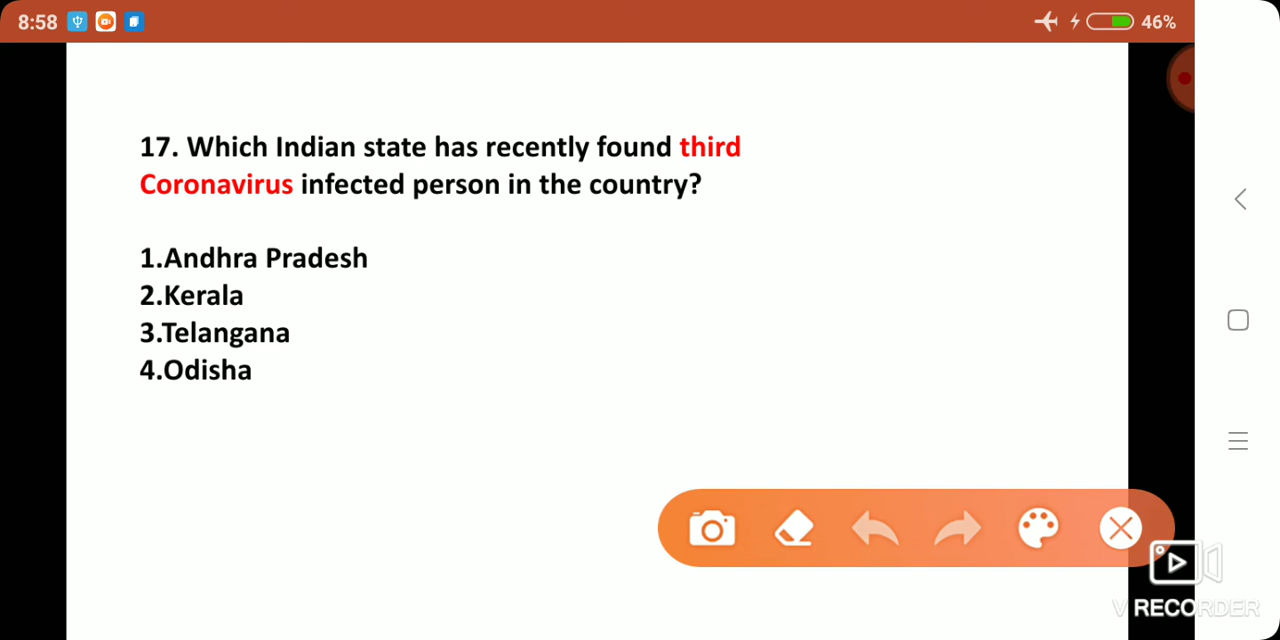 8:58
46%
17. Which Indian state has recently found third
Coronavirus infected person in the country?
1.Andhra Pradesh
2.Kerala
3.Telangana
4.Odisha
V RECORDER